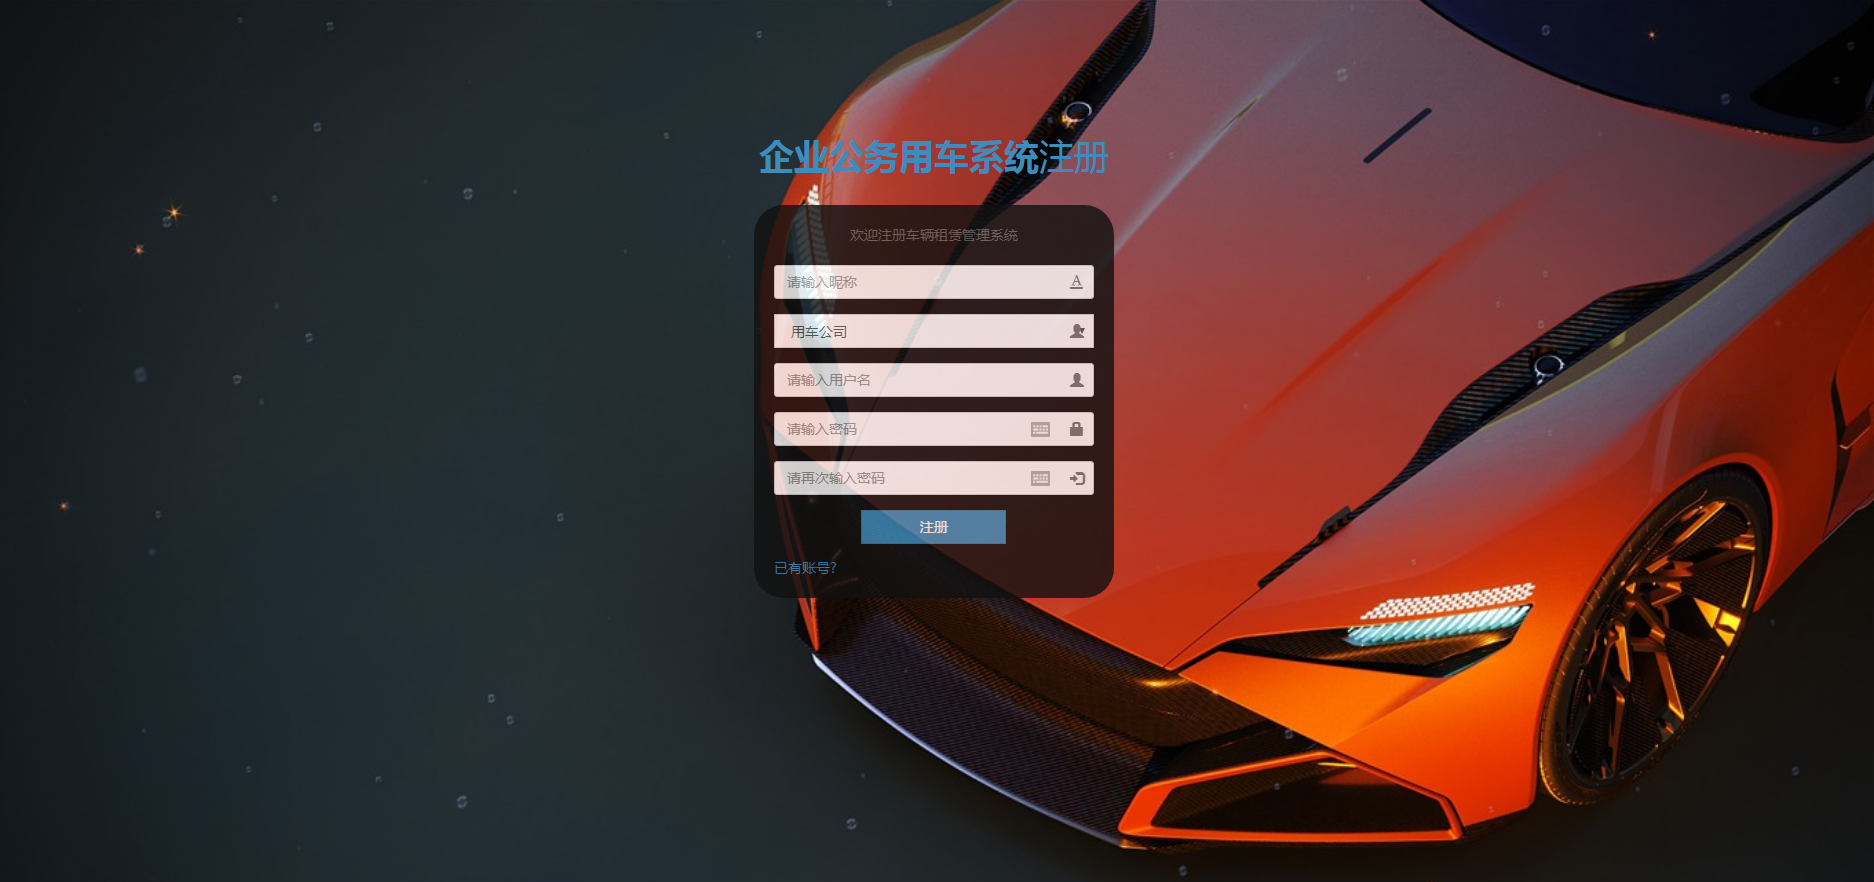 企业公务用车系统注册
欢迎注册车辆租赁管理系统
请输入昵称
用车公司
请输入用户名
请输入密码
请再次输入密码
注册
已有账号?